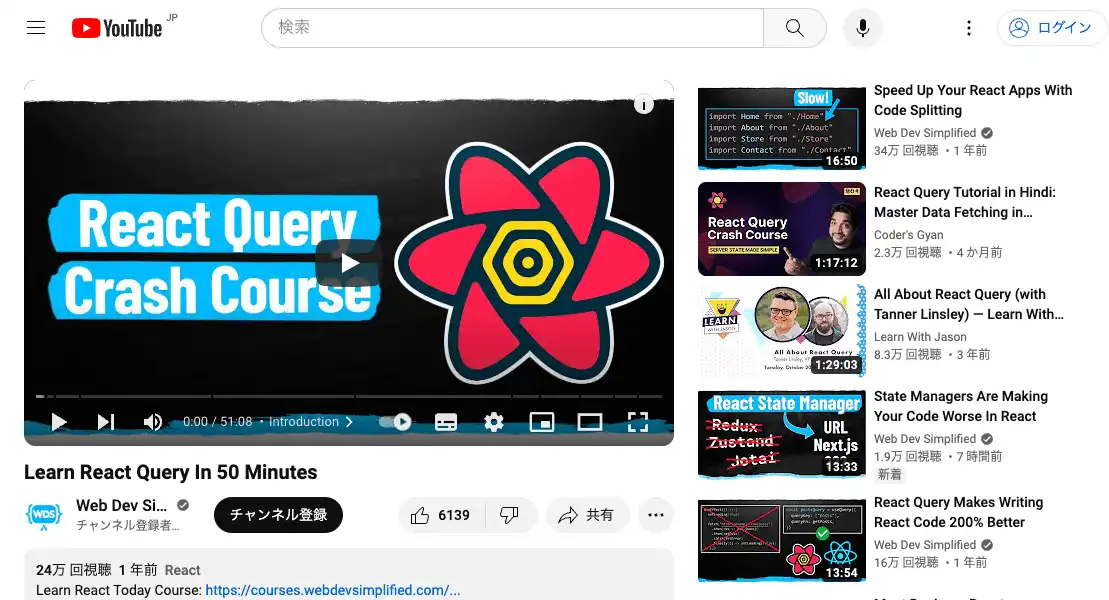 YouTube JP
検索
ログイン
React Query
Crash Course
0:00 / 51:08 • Introduction
Learn React Query In 50 Minutes
WDS
Web Dev Si...
チャンネル登録者...
チャンネル登録
6139
共有
24万 回視聴 1 年前 React
Learn React Today Course: https://courses.webdevsimplified.com/...
Slow!
import Home from "./Home"
import About from "./About"
import Store from "./Store"
import Contact from "./Contact"
16:50
Speed Up Your React Apps With
Code Splitting
Web Dev Simplified
34万 回視聴 • 1 年前
React Query
Crash Course
SERVER STATE MADE SIMPLE
1:17:12
React Query Tutorial in Hindi:
Master Data Fetching in...
Coder's Gyan
2.3万 回視聴 • 4 か月前
LEARN
WITH JASON
All About React Query
1:29:03
All About React Query (with
Tanner Linsley) — Learn With...
Learn With Jason
8.3万 回視聴 • 3 年前
React State Manager
Redux
Zustand
Jotai
URL
Next.js
13:33
State Managers Are Making
Your Code Worse In React
Web Dev Simplified
1.9万 回視聴 • 7 時間前
新着
13:54
React Query Makes Writing
React Code 200% Better
Web Dev Simplified
16万 回視聴 • 1 年前